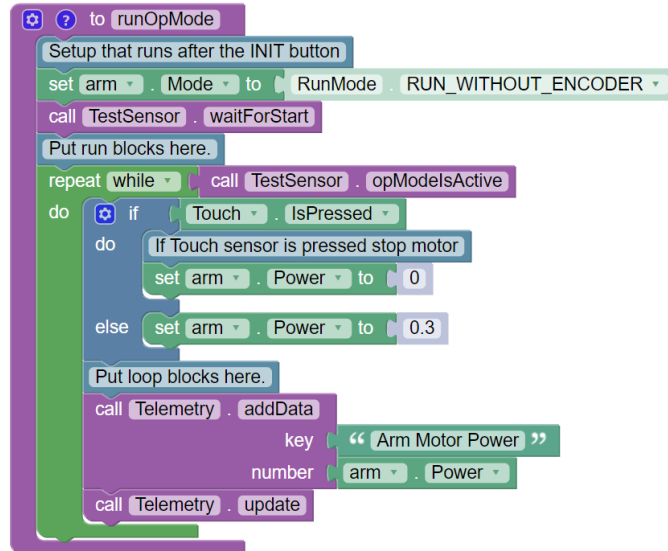 ? to runOpMode
Setup that runs after the INIT button
set arm . Mode to RunMode . RUN_WITHOUT_ENCODER
call TestSensor . waitForStart
Put run blocks here.
repeat while call TestSensor . opModeIsActive
do if Touch . IsPressed
do If Touch sensor is pressed stop motor
set arm . Power to 0
else set arm . Power to 0.3
Put loop blocks here.
call Telemetry . addData
key “ Arm Motor Power ”
number arm . Power
call Telemetry . update